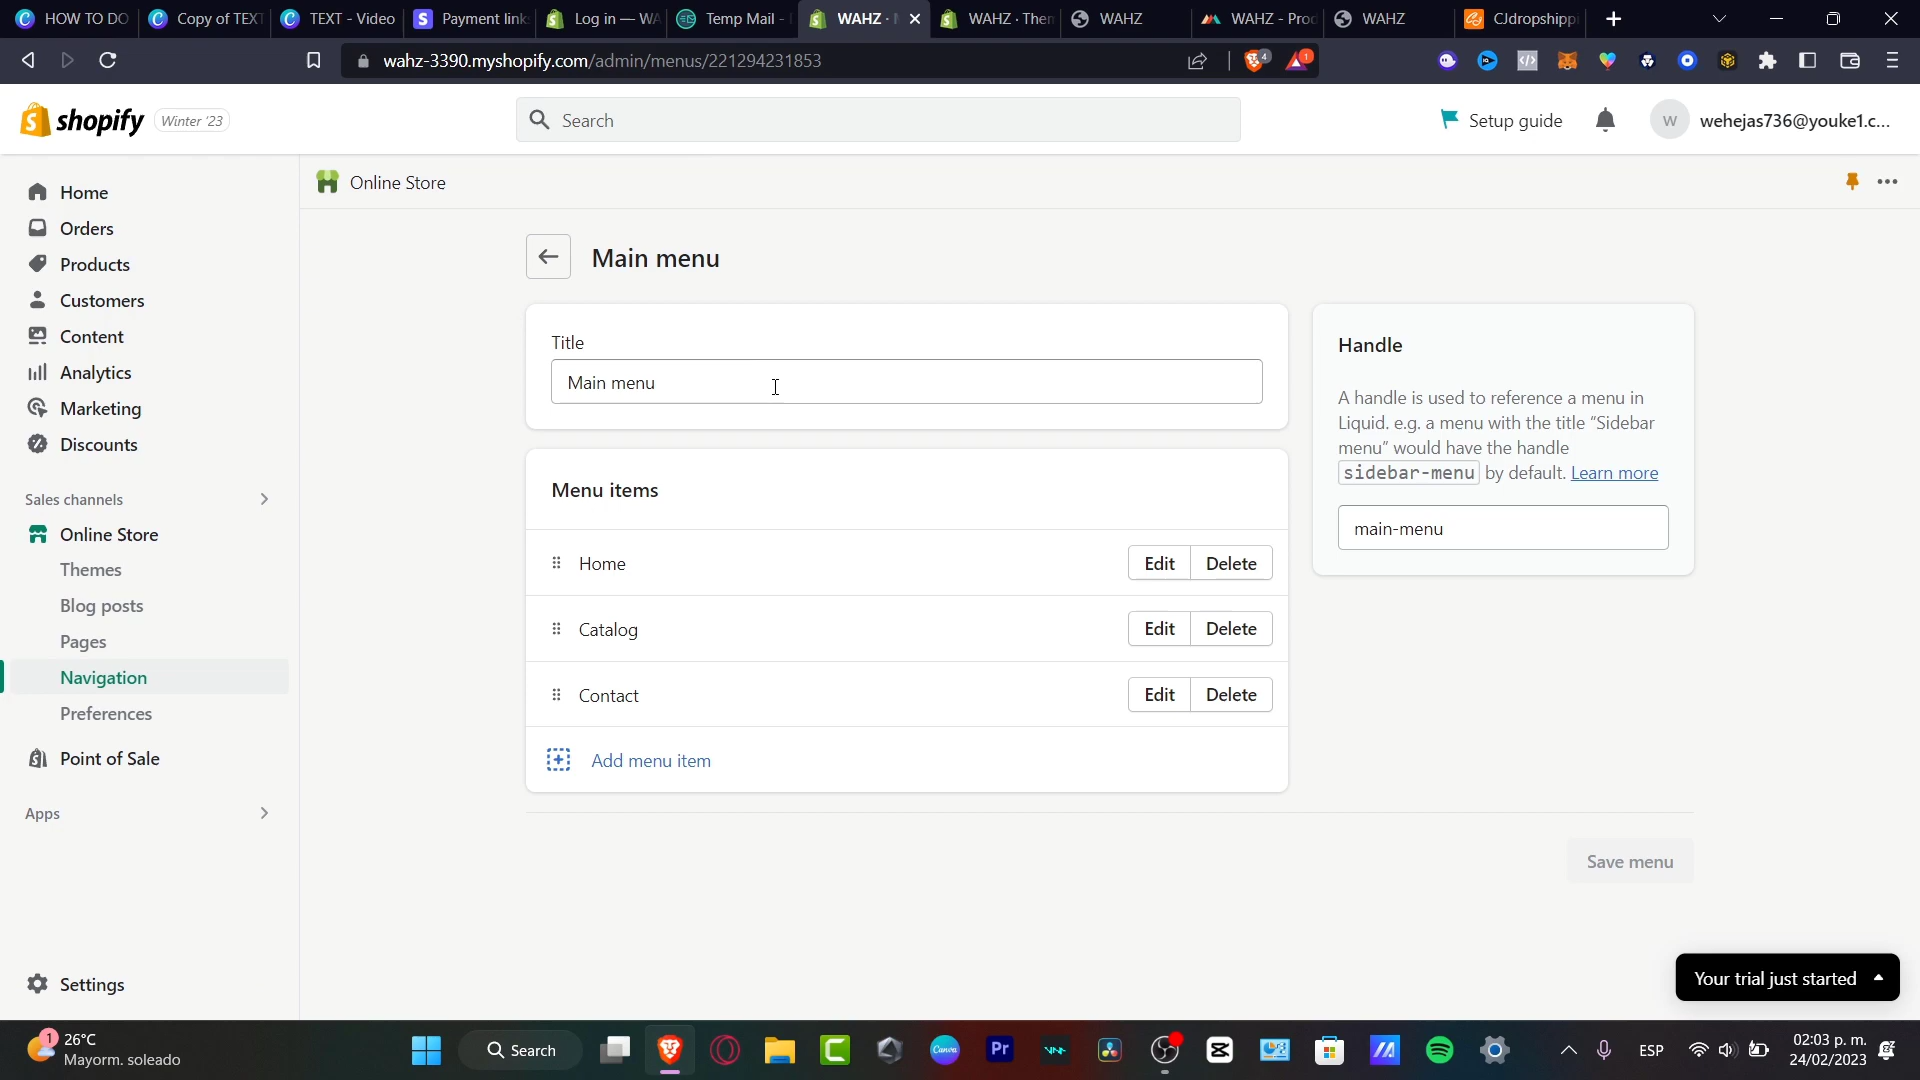 HOW TO DO
Copy of TEXT
TEXT - Video
Payment link
Log in — WA
Temp Mail -
WAHZ ·
WAHZ · Them
WAHZ
WAHZ - Prod
WAHZ
CJdropshipp
wahz-3390.myshopify.com/admin/menus/221294231853
4
1
shopify
Winter '23
Search
Setup guide
W
wehejas736@youke1.c...
Home
Orders
Products
Customers
Content
Analytics
Marketing
Discounts
Sales channels
Online Store
Themes
Blog posts
Pages
Navigation
Preferences
Point of Sale
Apps
Settings
Online Store
Main menu
Title
Main menu
Menu items
Home
Edit
Delete
Catalog
Edit
Delete
Contact
Edit
Delete
Add menu item
Handle
A handle is used to reference a menu in
Liquid. e.g. a menu with the title “Sidebar
menu” would have the handle
sidebar-menu by default. Learn more
main-menu
Save menu
Your trial just started
1
26°C
Mayorm. soleado
Search
Canva
Pr
ESP
02:03 p. m.
24/02/2023